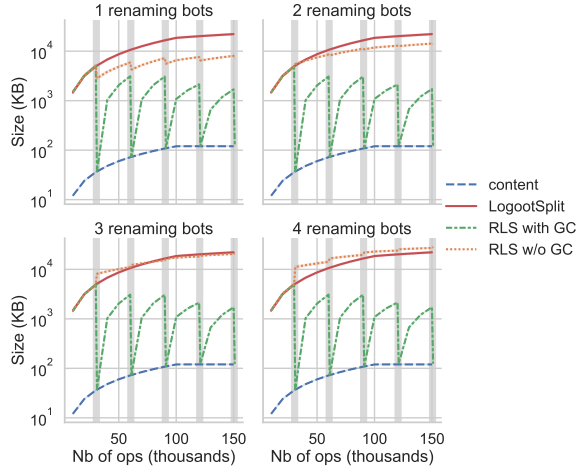 1 renaming bots
2 renaming bots
Size (KB)
10^4
10^3
10^2
10^1
content
LogootSplit
RLS with GC
RLS w/o GC
3 renaming bots
4 renaming bots
Size (KB)
10^4
10^3
10^2
10^1
50 100 150
50 100 150
Nb of ops (thousands)
Nb of ops (thousands)